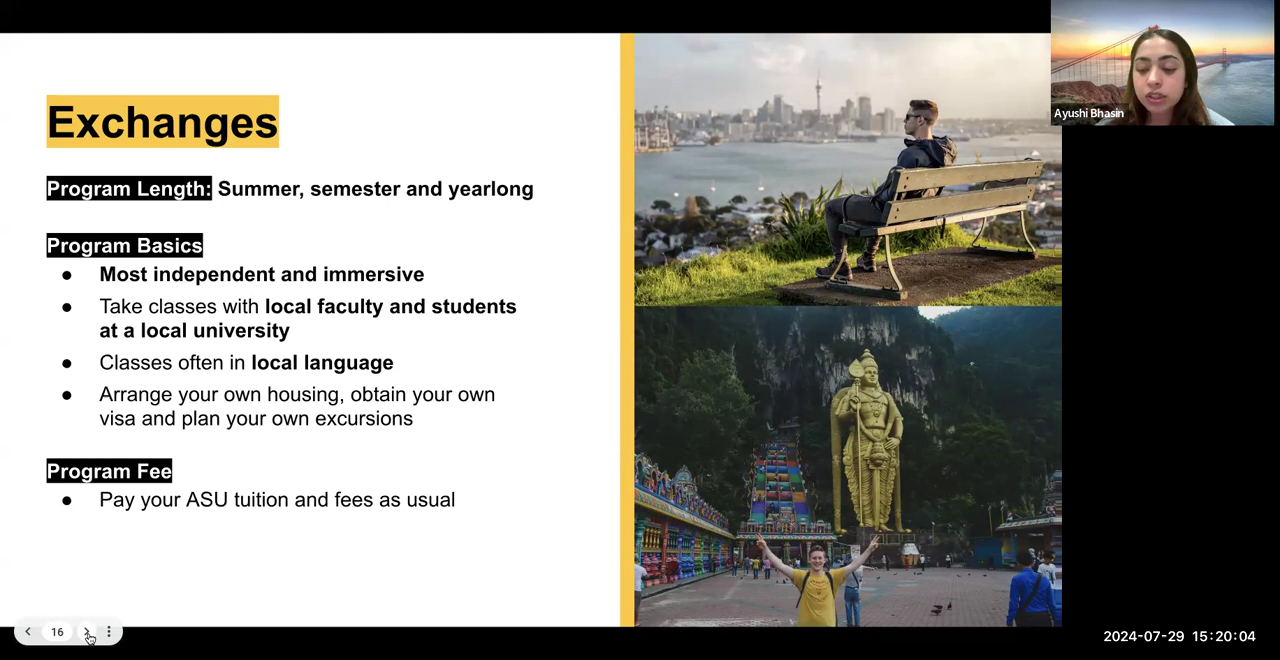 Exchanges
Program Length: Summer, semester and yearlong
Program Basics
● Most independent and immersive
● Take classes with local faculty and students
at a local university
● Classes often in local language
● Arrange your own housing, obtain your own
visa and plan your own excursions
Program Fee
● Pay your ASU tuition and fees as usual
Ayushi Bhasin
16
2024-07-29 15:20:04